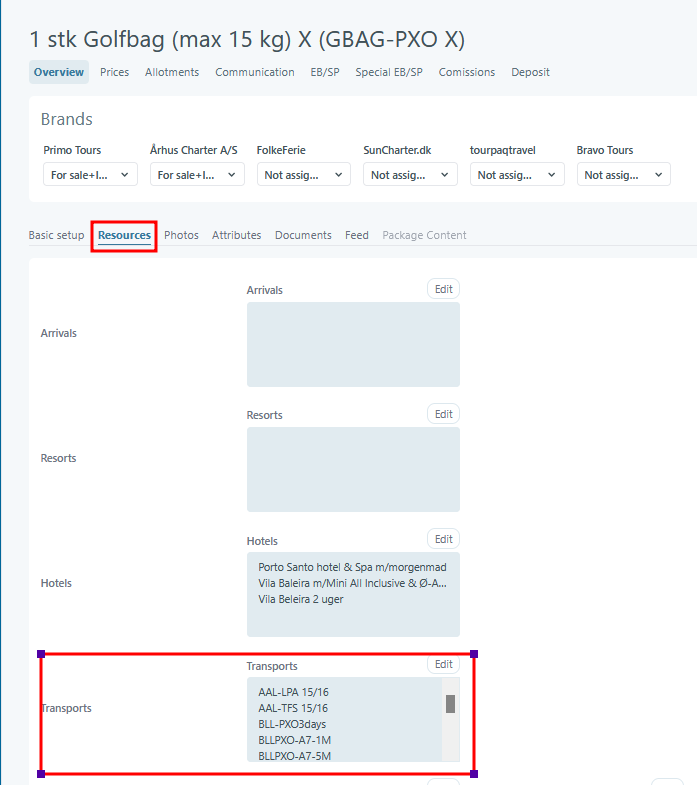 1 stk Golfbag (max 15 kg) X (GBAG-PXO X)
Overview Prices Allotments Communication EB/SP Special EB/SP Comissions Deposit
Brands
Primo Tours Århus Charter A/S FolkeFerie SunCharter.dk tourpaqtravel Bravo Tours
For sale+I... For sale+I... Not assig... Not assig... Not assig... Not assig...
Basic setup Resources Photos Attributes Documents Feed Package Content
Arrivals Edit
Arrivals
Resorts Edit
Resorts
Hotels Edit
Porto Santo hotel & Spa m/morgenmad
Vila Baleira m/Mini All Inclusive & Ø-A...
Hotels
Vila Beleira 2 uger
Transports Edit
AAL-LPA 15/16
Transports
AAL-TFS 15/16
BLL-PXO3days
BLLPXO-A7-1M
BLLPXO-A7-5M